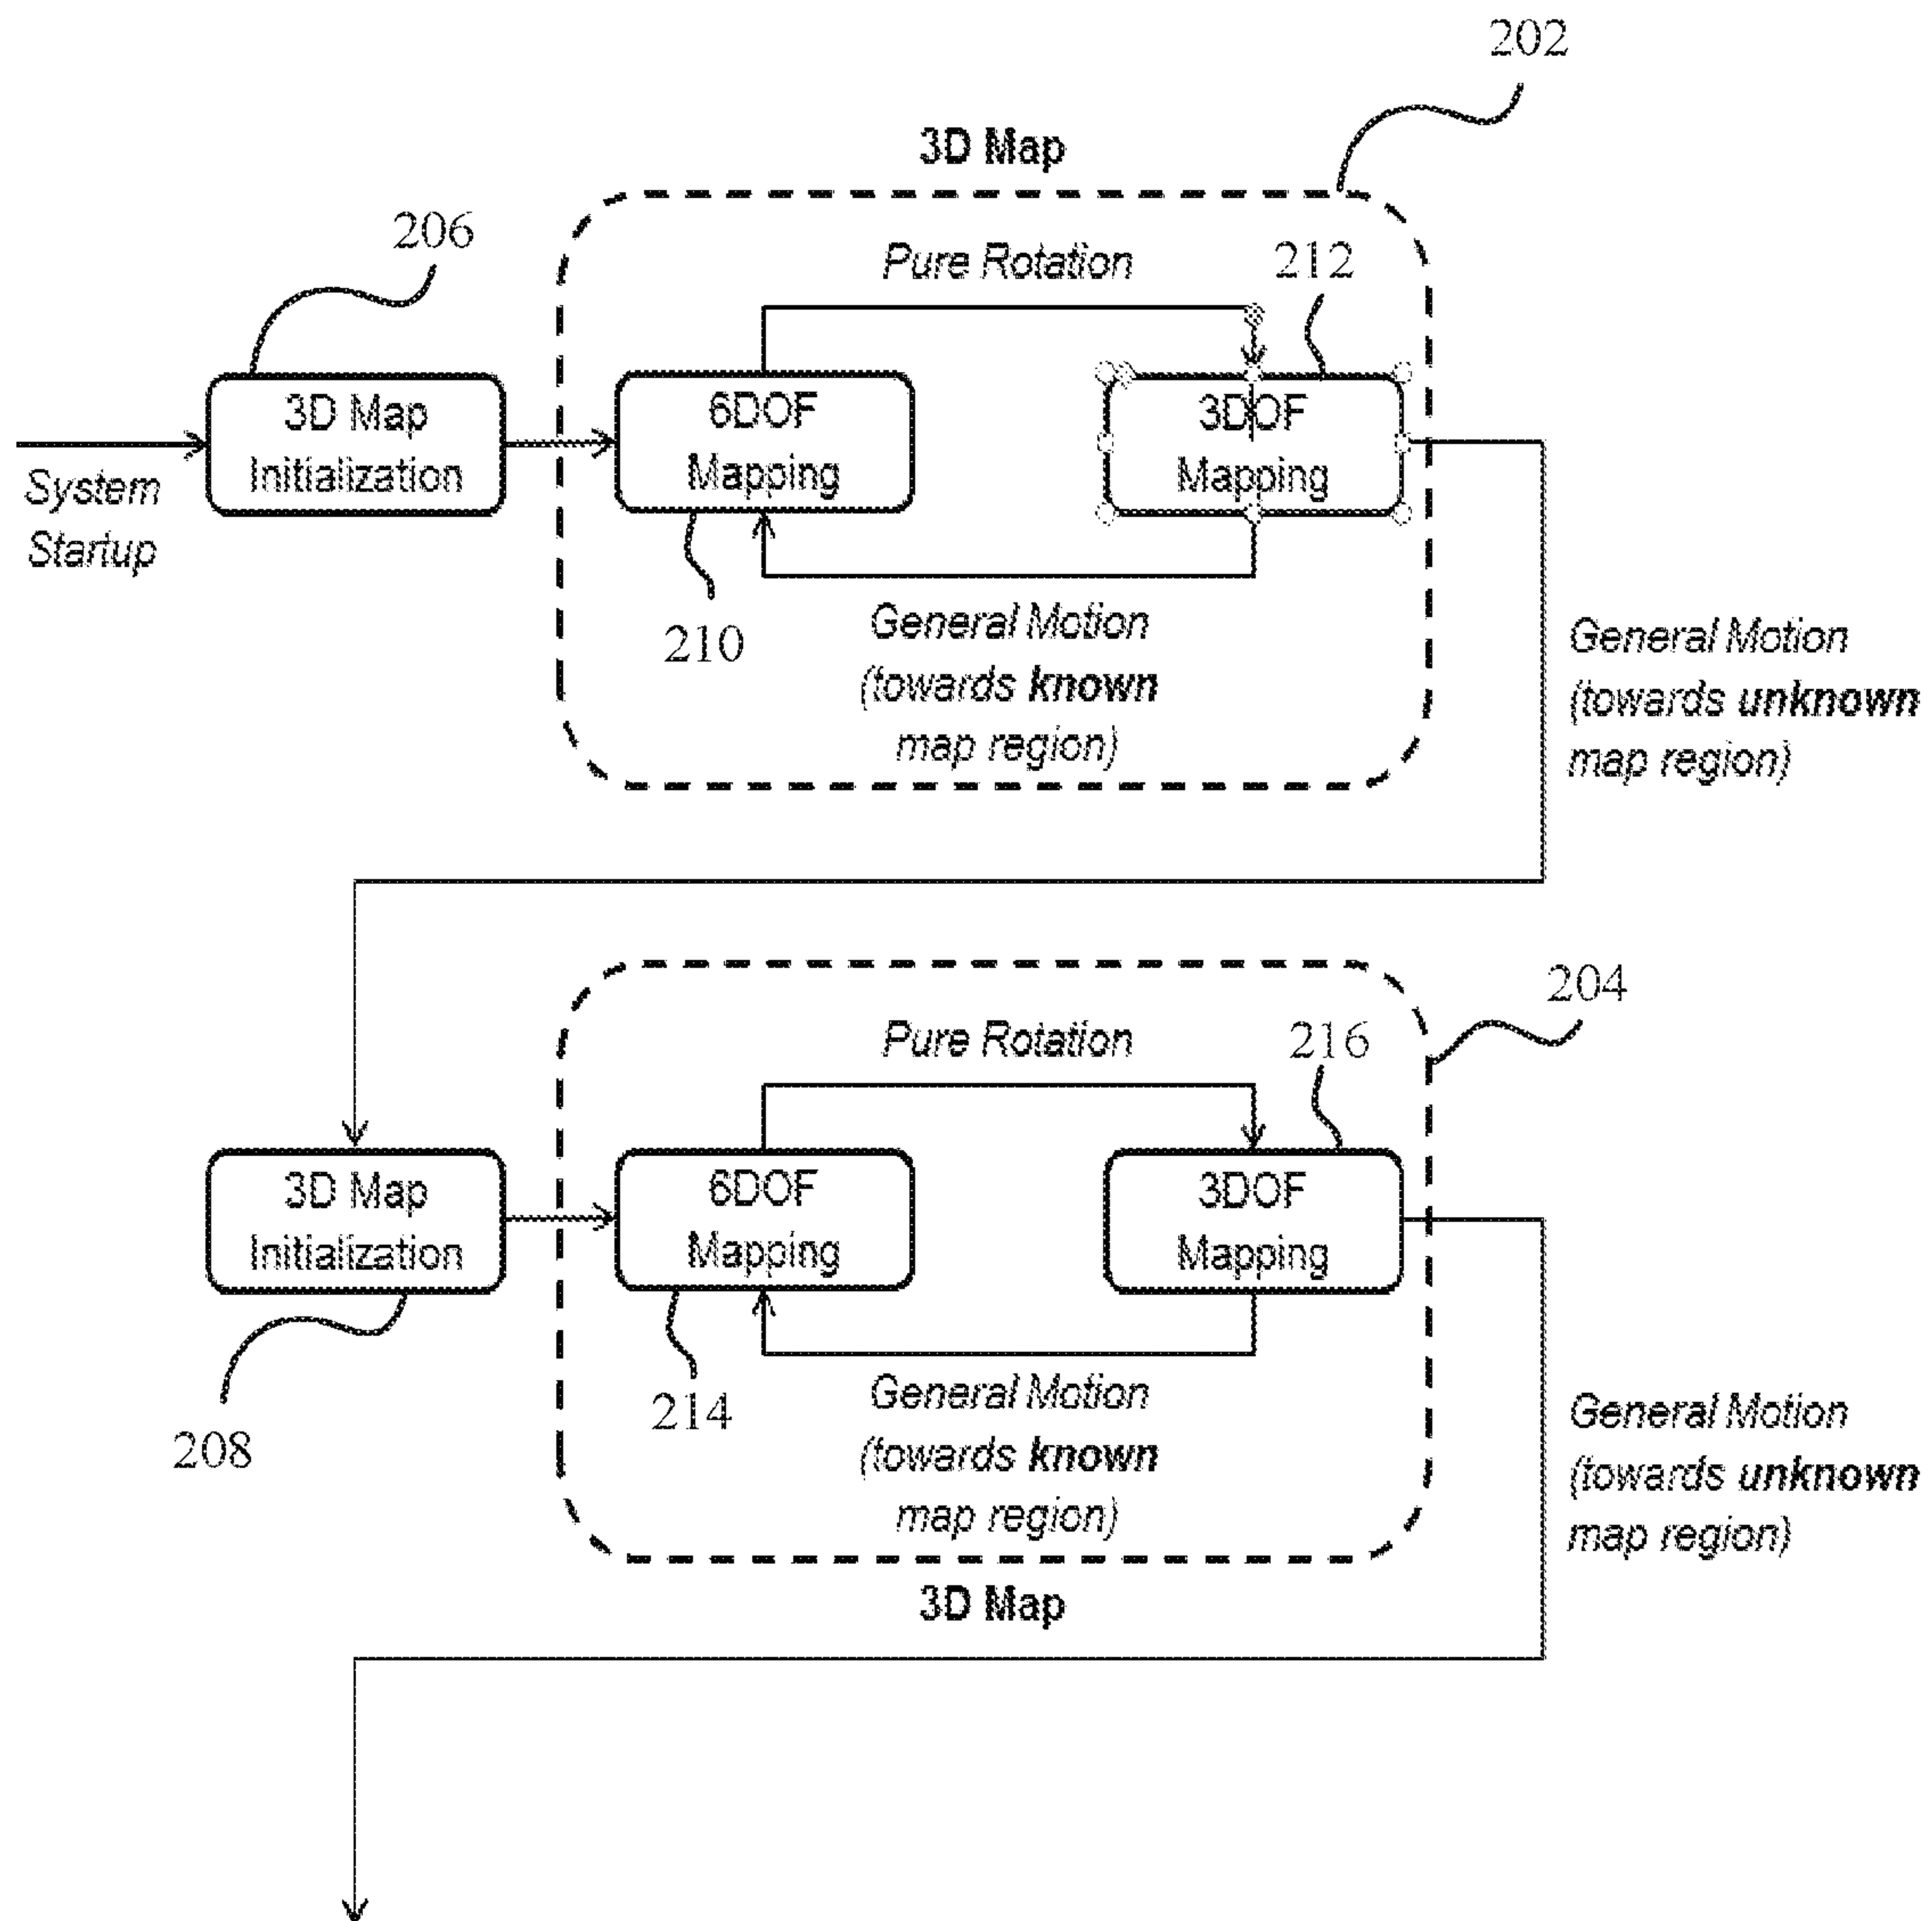 202
3D Map
206
Pure Rotation
212
3D Map
Initialization
6DOF
Mapping
3DOF
Mapping
System
Startup
210
General Motion
(towards known
map region)
General Motion
(towards unknown
map region)
204
Pure Rotation
216
3D Map
Initialization
6DOF
Mapping
3DOF
Mapping
208
214
General Motion
(towards known
map region)
General Motion
(towards unknown
map region)
3D Map